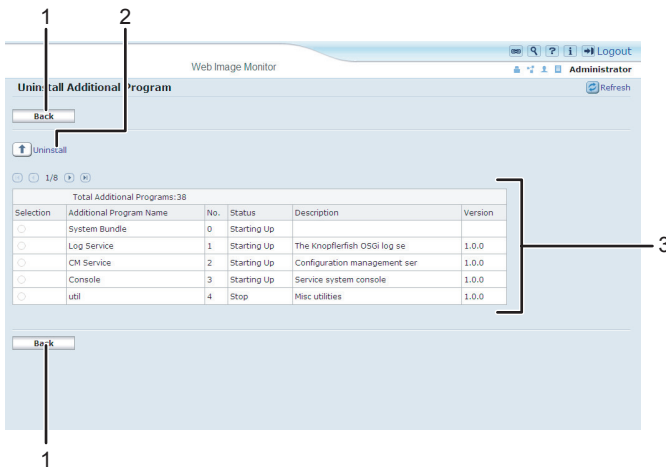 1 2
Logout
Web Image Monitor
Administrator
Uninstall Additional Program
Refresh
Back
Uninstall
1/8
Total Additional Programs:38
Selection Additional Program Name No. Status Description Version
System Bundle 0 Starting Up
Log Service 1 Starting Up The Knopflerfish OSGi log se 1.0.0
CM Service 2 Starting Up Configuration management ser 1.0.0
3
Console 3 Starting Up Service system console 1.0.0
util 4 Stop Misc utilities 1.0.0
Back
1